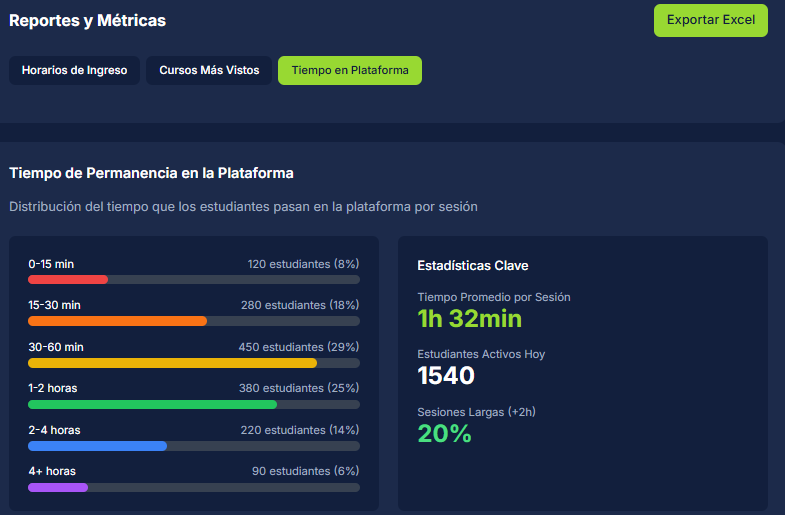 Reportes y Métricas
Exportar Excel
Horarios de Ingreso
Cursos Más Vistos
Tiempo en Plataforma
Tiempo de Permanencia en la Plataforma
Distribución del tiempo que los estudiantes pasan en la plataforma por sesión
0-15 min 120 estudiantes (8%)
15-30 min 280 estudiantes (18%)
30-60 min 450 estudiantes (29%)
1-2 horas 380 estudiantes (25%)
2-4 horas 220 estudiantes (14%)
4+ horas 90 estudiantes (6%)
Estadísticas Clave
Tiempo Promedio por Sesión
1h 32min
Estudiantes Activos Hoy
1540
Sesiones Largas (+2h)
20%